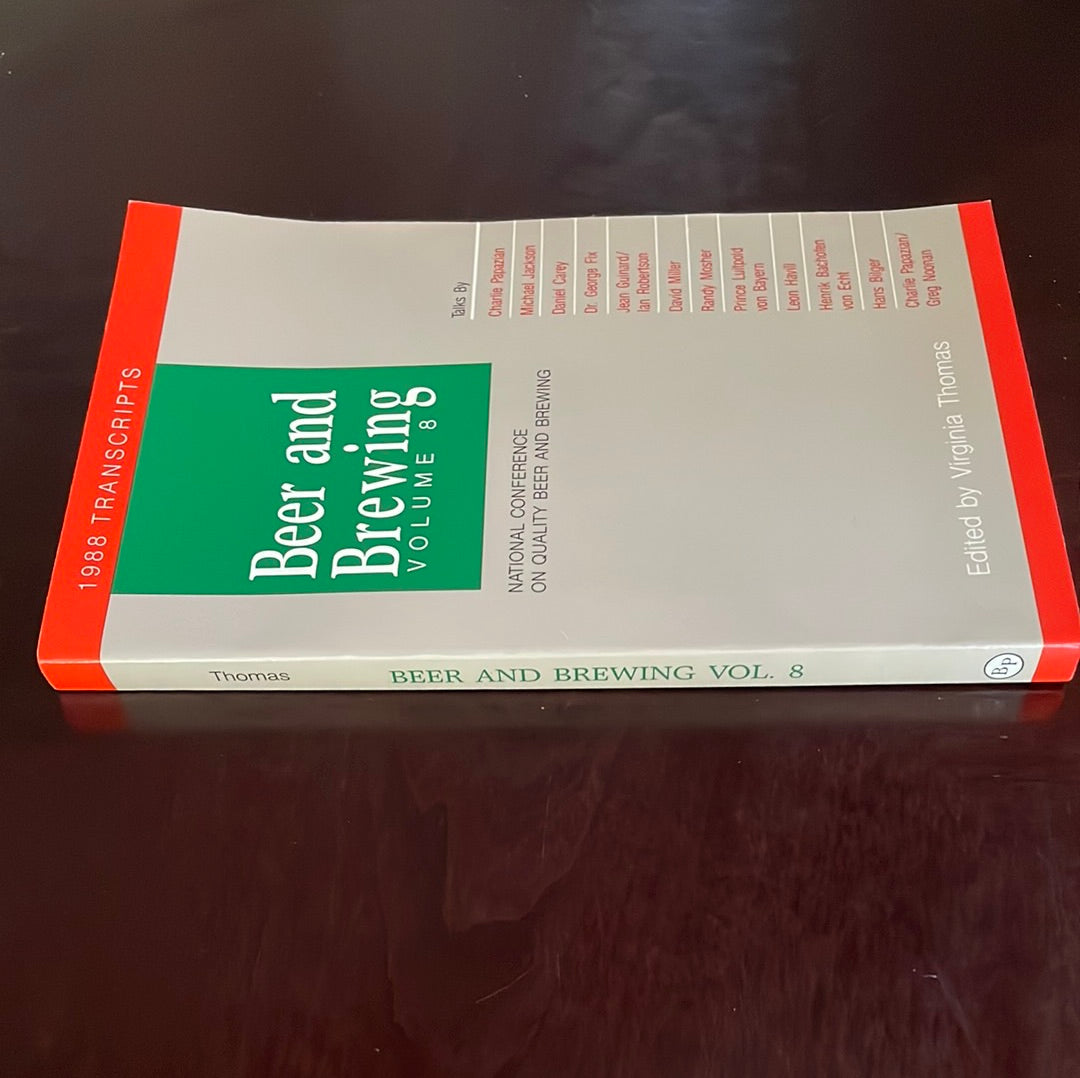 1988 TRANSCRIPTS
Beer and
Brewing
VOLUME 8
NATIONAL CONFERENCE
ON QUALITY BEER AND BREWING
Talks By
Charlie Papazian
Michael Jackson
Daniel Carey
Dr. George Fix
Jean Guinard/
Ian Robertson
David Miller
Randy Mosher
Prince Luitpold
von Bayern
Leon Havill
Henrik Bacholen
von Echt
Hans Bilger
Charlie Papazian/
Greg Noonan
Edited by Virginia Thomas
Thomas
BEER AND BREWING VOL. 8
BP